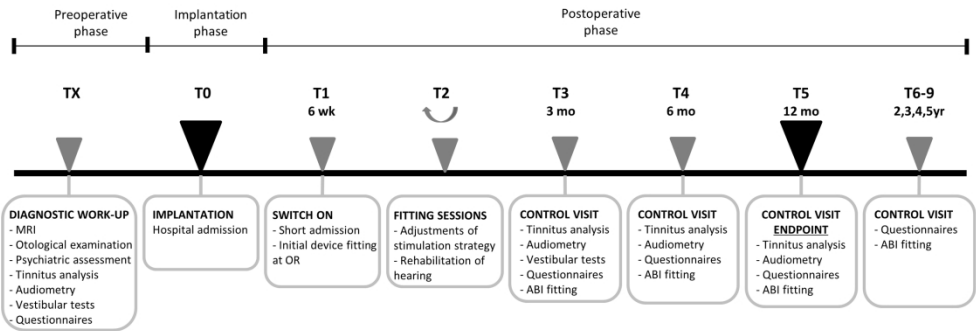 Preoperative
phase
Implantation
phase
Postoperative
phase
TX
T0
T1
6 wk
T2
T3
3 mo
T4
6 mo
T5
12 mo
T6-9
2,3,4,5yr
DIAGNOSTIC WORK-UP
- MRI
- Otological examination
- Psychiatric assessment
- Tinnitus analysis
- Audiometry
- Vestibular tests
- Questionnaires
IMPLANTATION
Hospital admission
SWITCH ON
- Short admission
- Initial device fitting
at OR
FITTING SESSIONS
- Adjustments of
stimulation strategy
- Rehabilitation of
hearing
CONTROL VISIT
- Tinnitus analysis
- Audiometry
- Vestibular tests
- Questionnaires
- ABI fitting
CONTROL VISIT
- Tinnitus analysis
- Audiometry
- Questionnaires
- ABI fitting
CONTROL VISIT
ENDPOINT
- Tinnitus analysis
- Audiometry
- Questionnaires
- ABI fitting
CONTROL VISIT
- Questionnaires
- ABI fitting